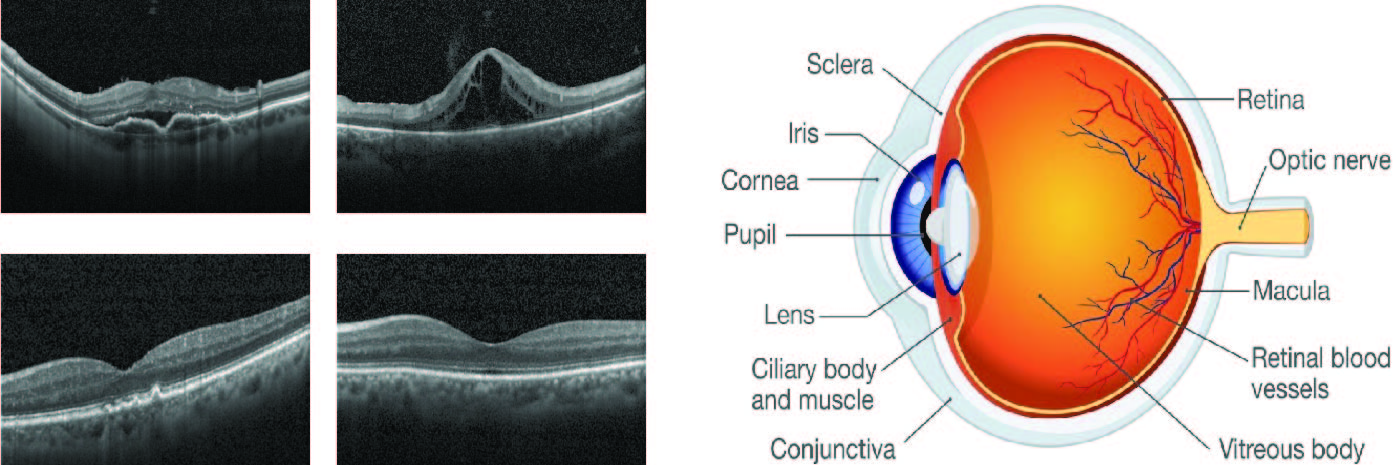 Sclera
Iris
Cornea
Pupil
Lens
Ciliary body
and muscle
Conjunctiva
Retina
Optic nerve
Macula
Retinal blood
vessels
Vitreous body